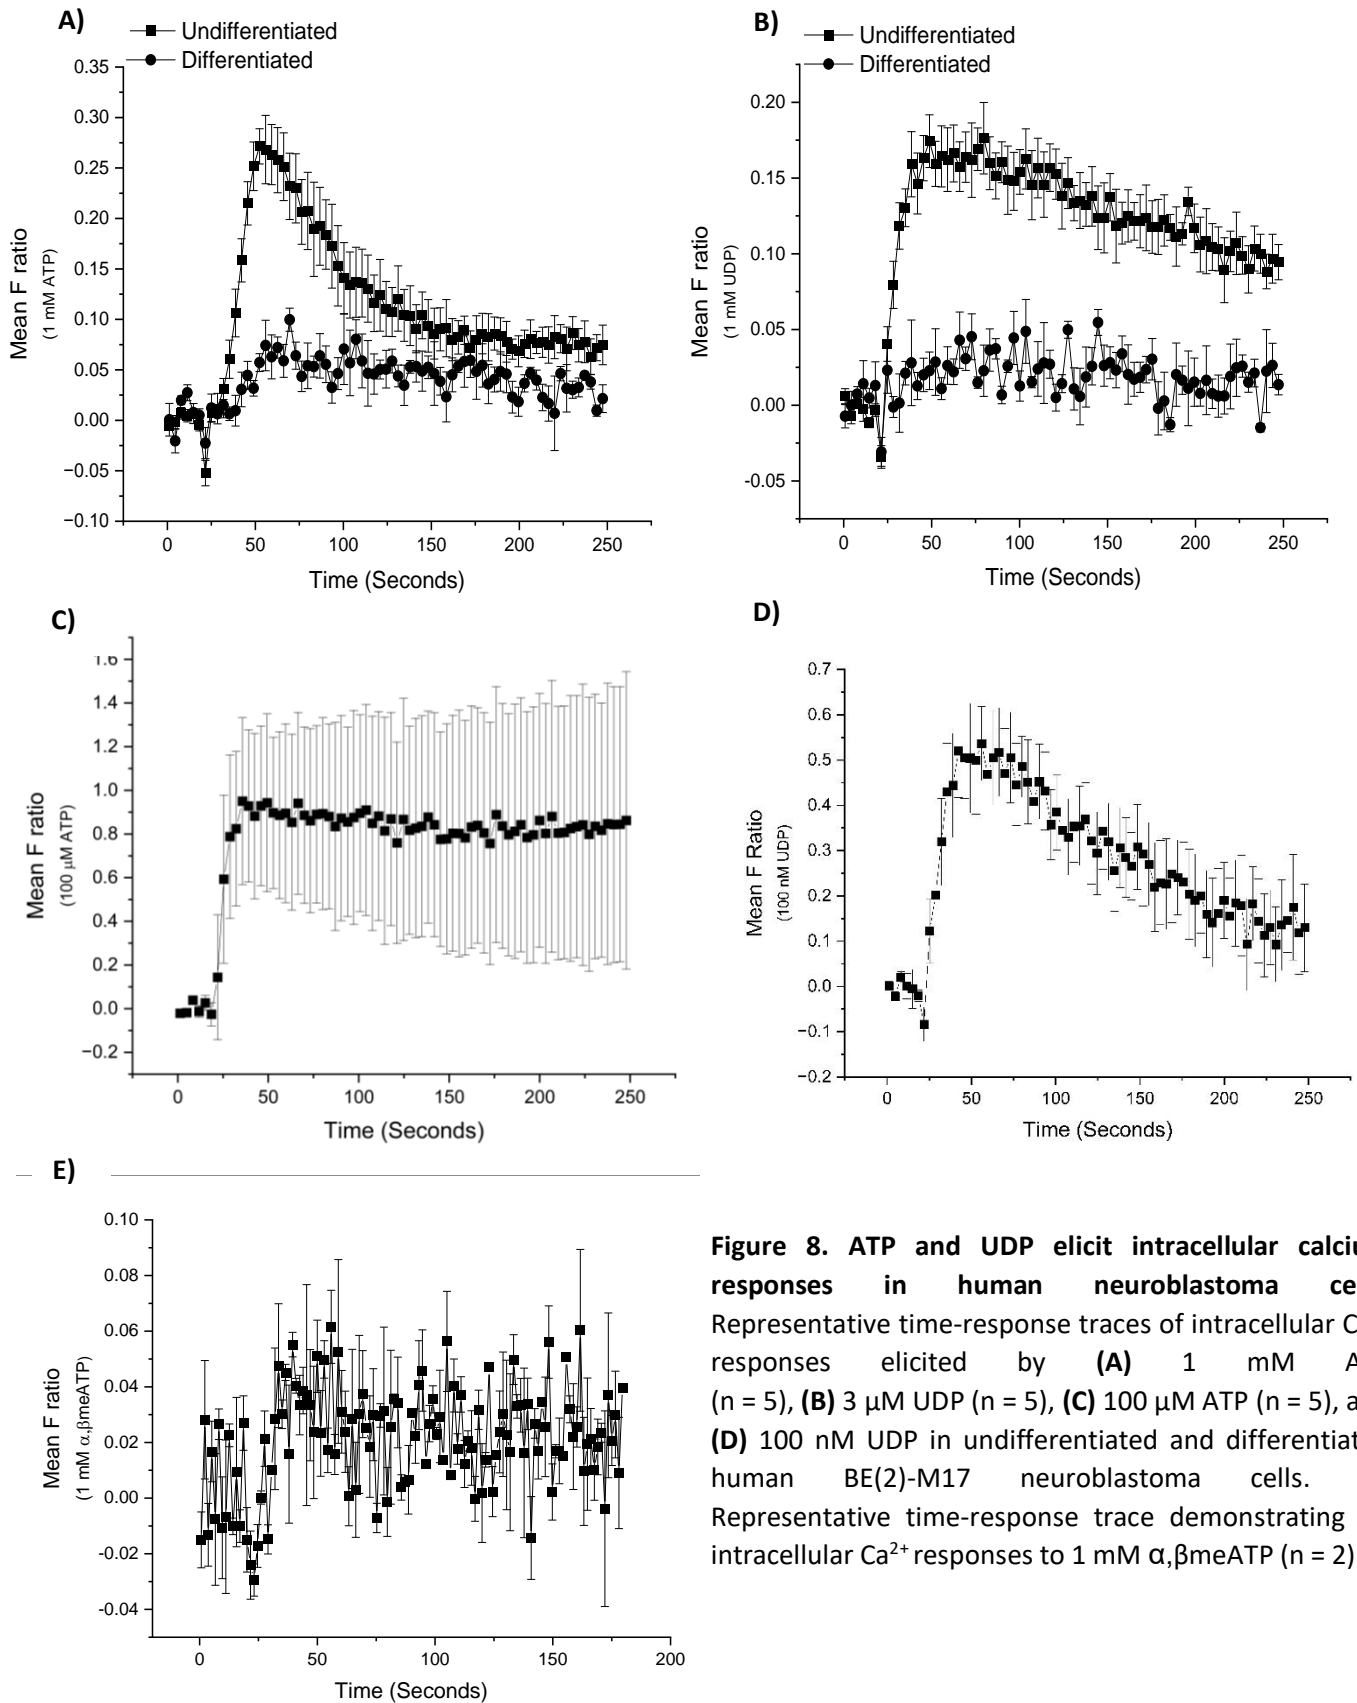 A)
Undifferentiated
Differentiated
0.35
0.30
0.25
0.20
0.15
0.10
0.05
0.00
−0.05
−0.10
0 50 100 150 200 250
Mean F ratio
(1 mM ATP)
Time (Seconds)
B)
Undifferentiated
Differentiated
0.20
0.15
0.10
0.05
0.00
-0.05
0 50 100 150 200 250
Mean F ratio
(1 mM UDP)
Time (Seconds)
C)
1.6
1.4
1.2
1.0
0.8
0.6
0.4
0.2
0.0
−0.2
0 50 100 150 200 250
Mean F ratio
(100 µM ATP)
Time (Seconds)
D)
0.7
0.6
0.5
0.4
0.3
0.2
0.1
0.0
−0.1
−0.2
0 50 100 150 200 250
Mean F Ratio
(100 nM UDP)
Time (Seconds)
E)
0.10
0.08
0.06
0.04
0.02
0.00
-0.02
-0.04
0 50 100 150 200
Mean F ratio
(1 mM α,βmeATP)
Time (Seconds)
Figure 8. ATP and UDP elicit intracellular calciu
responses in human neuroblastoma ce
Representative time-response traces of intracellular C
responses elicited by (A) 1 mM A
(n = 5), (B) 3 µM UDP (n = 5), (C) 100 µM ATP (n = 5), a
(D) 100 nM UDP in undifferentiated and differentiat
human BE(2)-M17 neuroblastoma cells.
Representative time-response trace demonstrating
intracellular Ca²⁺ responses to 1 mM α,βmeATP (n = 2)